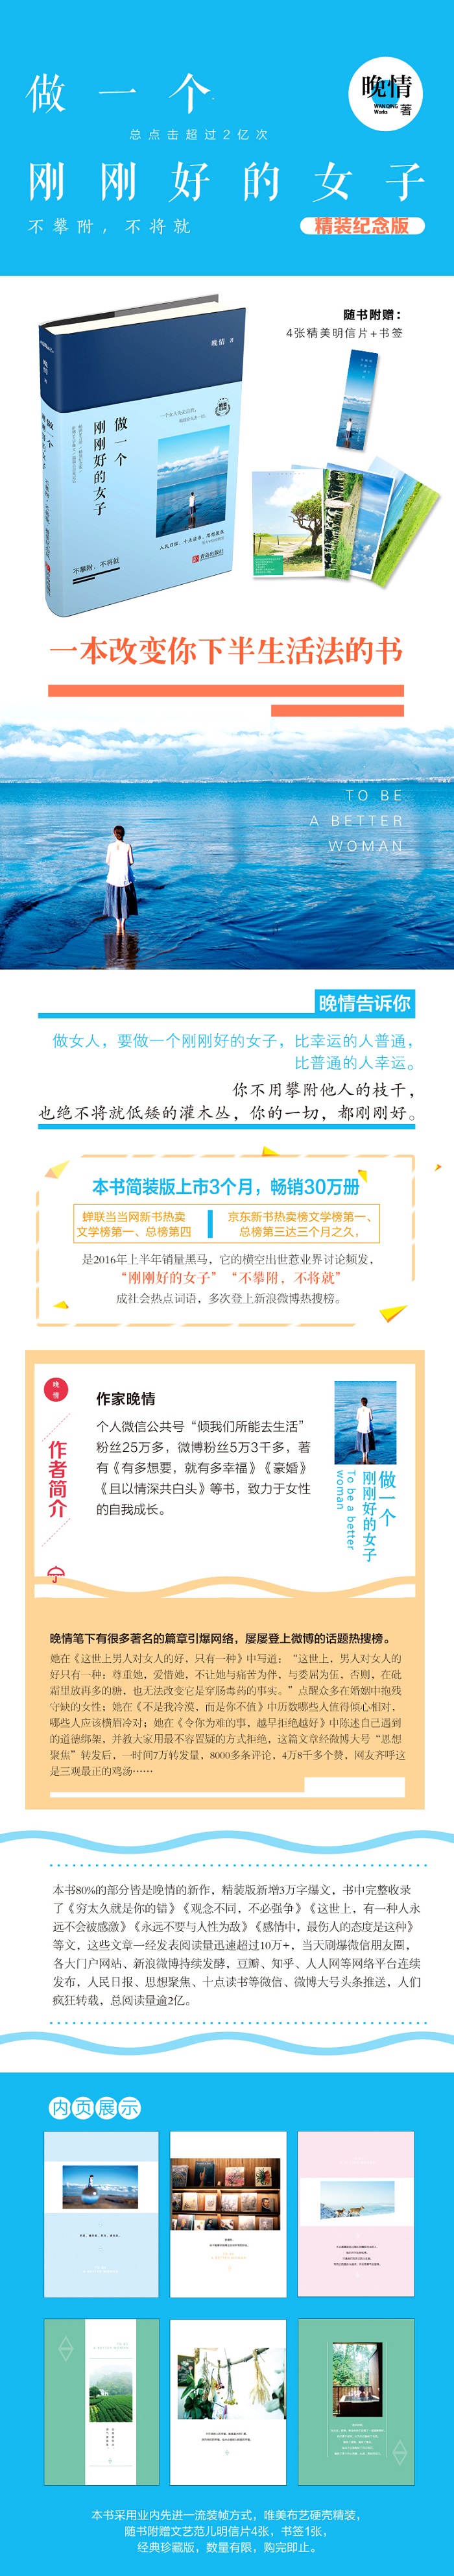 做一个
晚情
WANQING
Works
著
总点击超过2亿次
刚刚好的女子
不攀附，不将就
精装纪念版
随书附赠：
4张精美明信片+书签
晚情 著
做一个
刚刚好的女子
不攀附，不将就
人民日报、十点读书、思想聚焦
青岛出版社
一本改变你下半生活法的书
TO BE
A BETTER
WOMAN
晚情告诉你
做女人，要做一个刚刚好的女子，比幸运的人普通，
比普通的人幸运。
你不用攀附他人的枝干，
也绝不将就低矮的灌木丛，你的一切，都刚刚好。
本书简装版上市3个月，畅销30万册
蝉联当当网新书热卖
文学榜第一、总榜第四
京东新书热卖榜文学榜第一、
总榜第三达三个月之久，
是2016年上半年销量黑马，它的横空出世惹业界讨论频发，
“刚刚好的女子”“不攀附，不将就”
成社会热点词语，多次登上新浪微博热搜榜。
晚情
作者简介
作家晚情
个人微信公共号“倾我们所能去生活”
粉丝25万多，微博粉丝5万3千多，著
有《有多想要，就有多幸福》《豪婚》
《且以情深共白头》等书，致力于女性
的自我成长。
做一个
刚刚好的女子
To be a better
woman
晚情笔下有很多著名的篇章引爆网络，屡屡登上微博的话题热搜榜。
她在《这世上男人对女人的好，只有一种》中写道：“这世上，男人对女人的
好只有一种：尊重她，爱惜她，不让她与痛苦为伴，与委屈为伍，否则，在砒
霜里放再多的糖，也无法改变它是穿肠毒药的事实。”点醒众多在婚姻中抱残
守缺的女性；她在《不是我冷漠，而是你不值》中历数哪些人值得倾心相对，
哪些人应该横眉冷对；她在《令你为难的事，越早拒绝越好》中陈述自己遇到
的道德绑架，并教大家用最不容置疑的方式拒绝，这篇文章经微博大号“思想
聚焦”转发后，一时间7万转发量，8000多条评论，4万8千多个赞，网友齐呼这
是三观最正的鸡汤……
本书80%的部分皆是晚情的新作，精装版新增3万字爆文，书中完整收录
了《穷太久就是你的错》《观念不同，不必强争》《这世上，有一种人永
远不会被感激》《永远不要与人性为敌》《感情中，最伤人的态度是这种》
等文，这些文章一经发表阅读量迅速超过10万+，当天刷爆微信朋友圈，
各大门户网站、新浪微博持续发酵，豆瓣、知乎、人人网等网络平台连续
发布，人民日报、思想聚焦、十点读书等微信、微博大号头条推送，人们
疯狂转载，总阅读量逾2亿。
内页展示
本书采用业内先进一流装帧方式，唯美布艺硬壳精装，
随书附赠文艺范儿明信片4张，书签1张，
经典珍藏版，数量有限，购完即止。